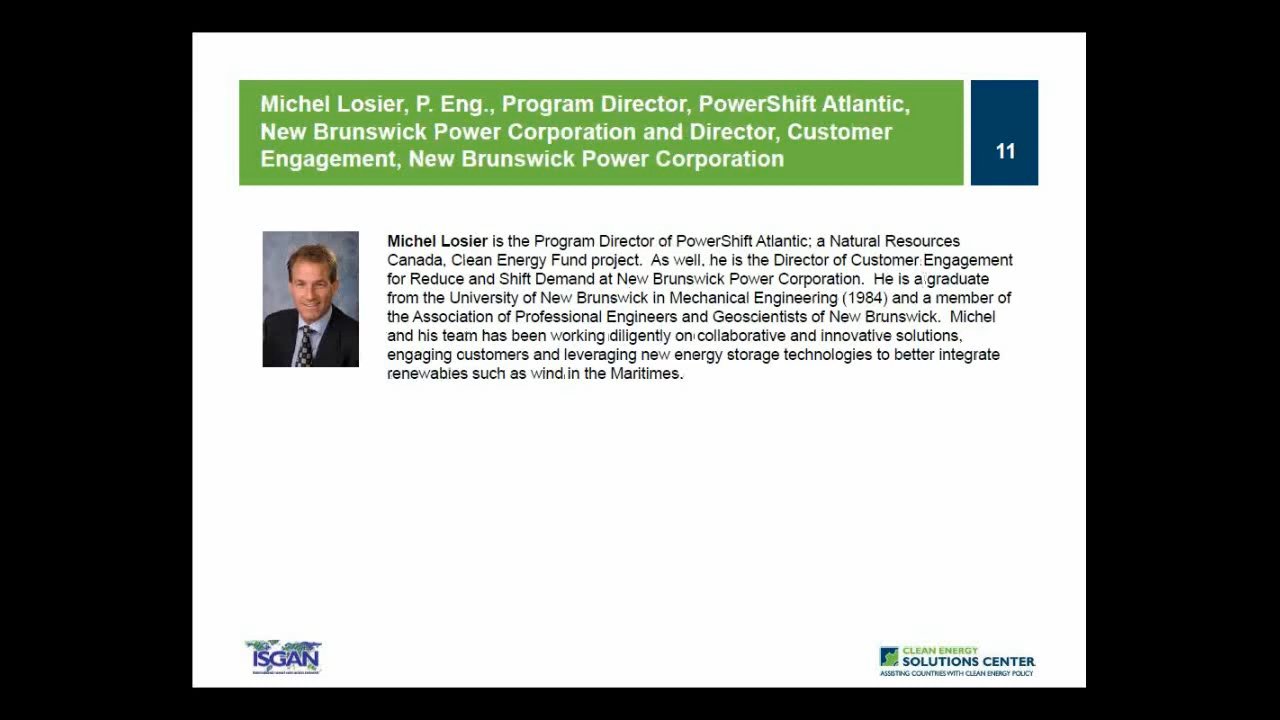 Michel Losier, P. Eng., Program Director, PowerShift Atlantic,
New Brunswick Power Corporation and Director, Customer
Engagement, New Brunswick Power Corporation
11
Michel Losier is the Program Director of PowerShift Atlantic; a Natural Resources
Canada, Clean Energy Fund project. As well, he is the Director of Customer Engagement
for Reduce and Shift Demand at New Brunswick Power Corporation. He is a graduate
from the University of New Brunswick in Mechanical Engineering (1984) and a member of
the Association of Professional Engineers and Geoscientists of New Brunswick. Michel
and his team has been working diligently on collaborative and innovative solutions,
engaging customers and leveraging new energy storage technologies to better integrate
renewables such as wind in the Maritimes.
ISGAN
CLEAN ENERGY
SOLUTIONS CENTER
ASSISTING COUNTRIES WITH CLEAN ENERGY POLICY